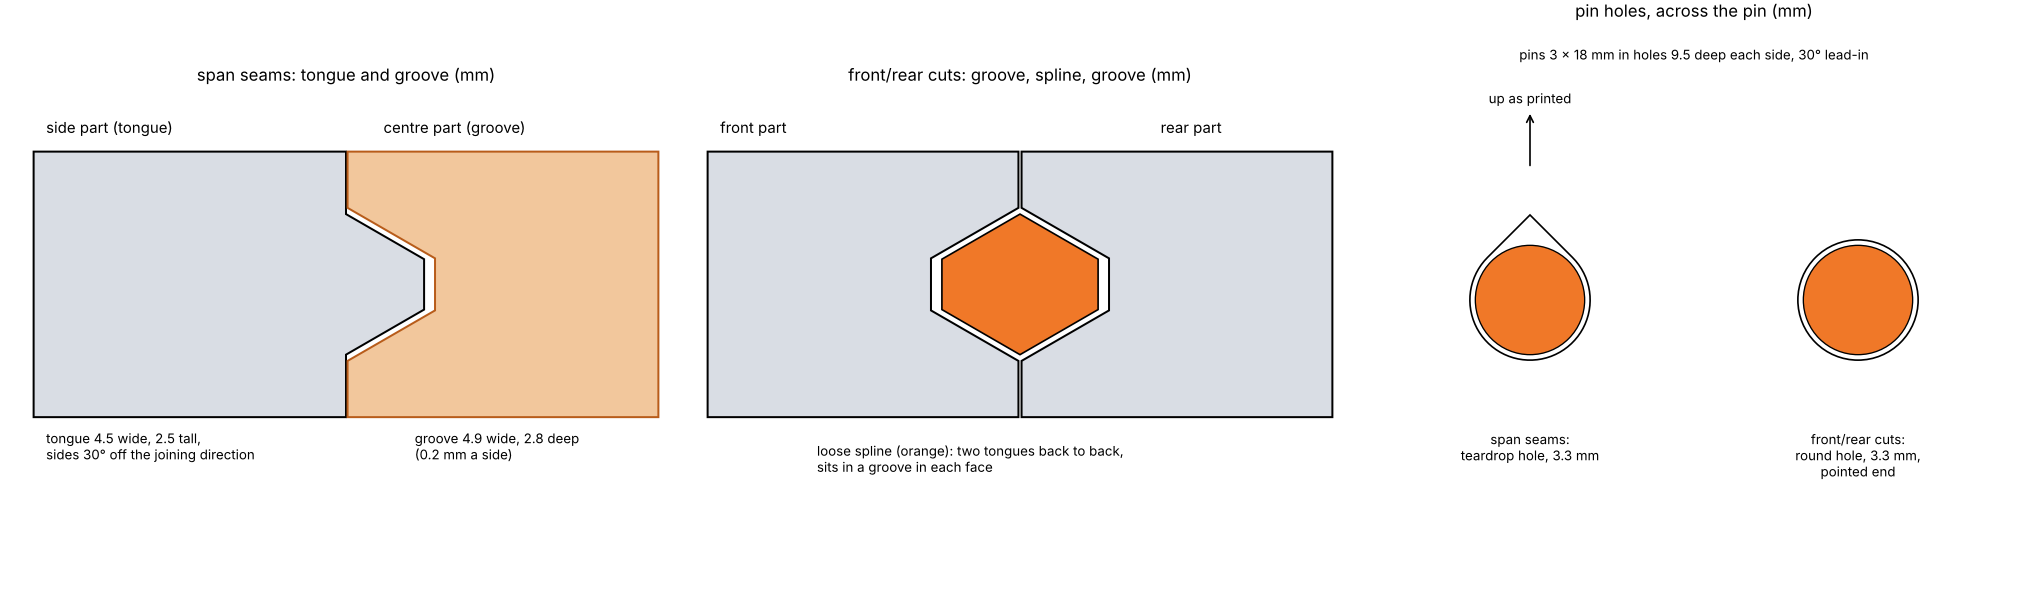 span seams: tongue and groove (mm)
side part (tongue)
centre part (groove)
tongue 4.5 wide, 2.5 tall,
sides 30° off the joining direction
groove 4.9 wide, 2.8 deep
(0.2 mm a side)
front/rear cuts: groove, spline, groove (mm)
front part
rear part
loose spline (orange): two tongues back to back,
sits in a groove in each face
pin holes, across the pin (mm)
pins 3 × 18 mm in holes 9.5 deep each side, 30° lead-in
up as printed
span seams:
teardrop hole, 3.3 mm
front/rear cuts:
round hole, 3.3 mm,
pointed end